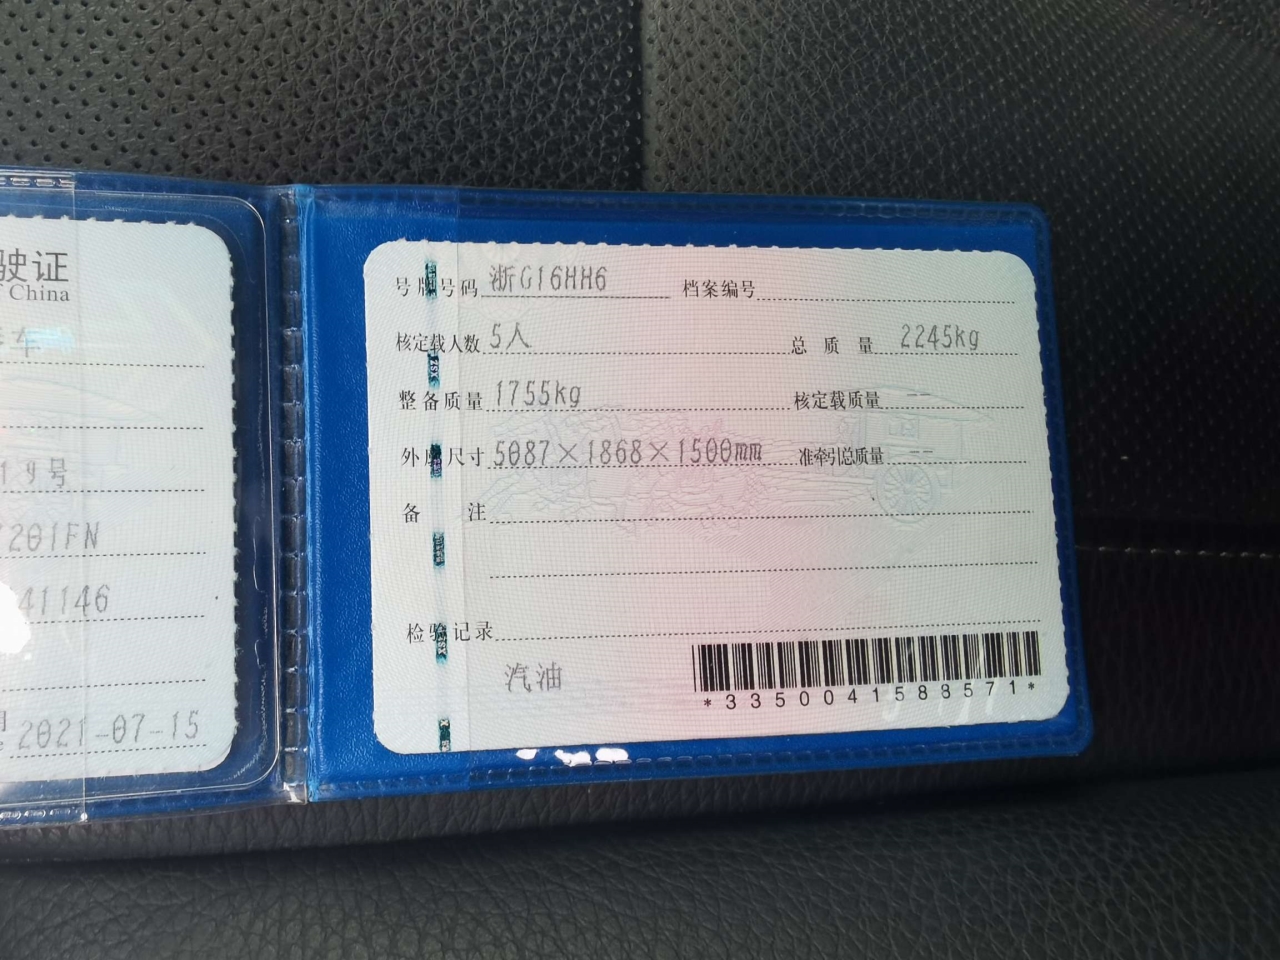 驶证
China
车
19号
201FN
41146
2021-07-15
号牌号码 浙G16HH6 档案编号
核定载人数 5人 总质量 2245kg
整备质量 1755kg 核定载质量 --
外廓尺寸 5087×1868×1500mm 准牵引总质量 --
备注
检验记录
汽油
*3350041588571*